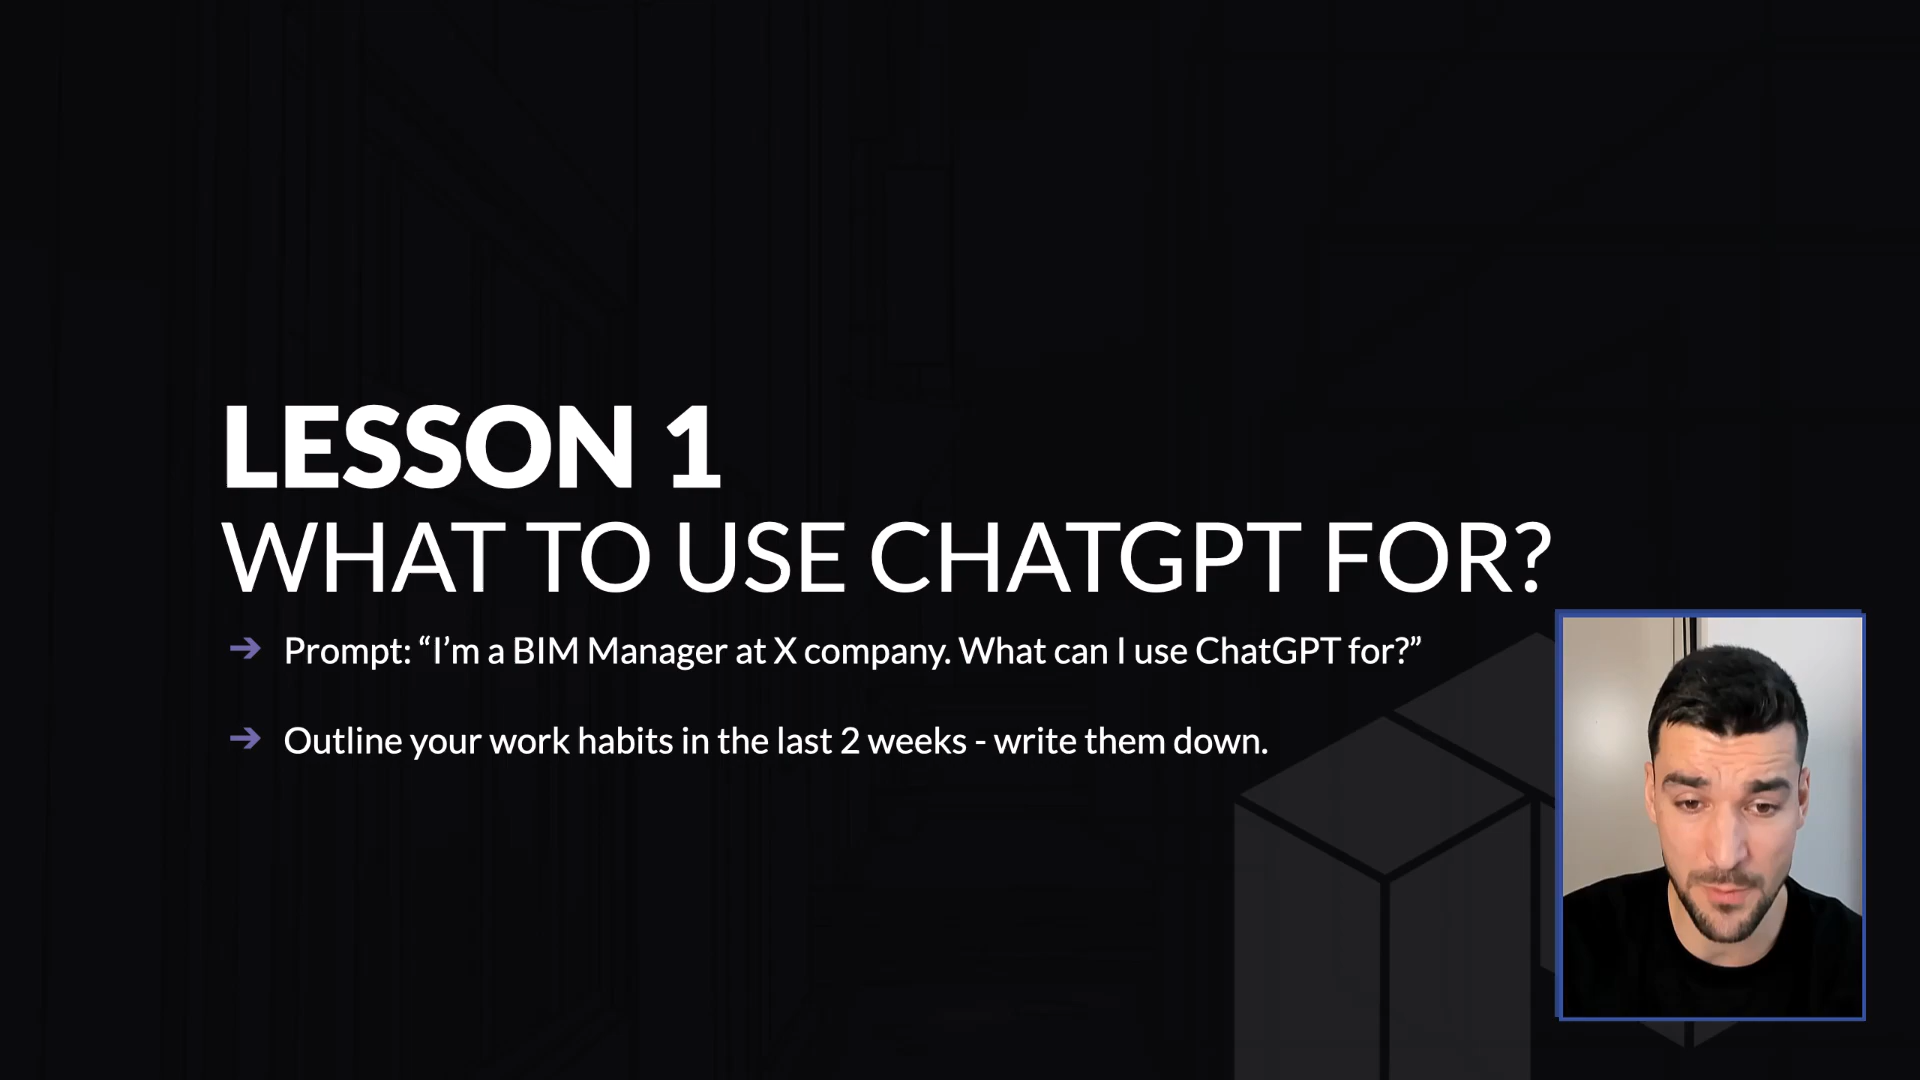 LESSON 1
WHAT TO USE CHATGPT FOR?
➔ Prompt: “I’m a BIM Manager at X company. What can I use ChatGPT for?”
➔ Outline your work habits in the last 2 weeks - write them down.